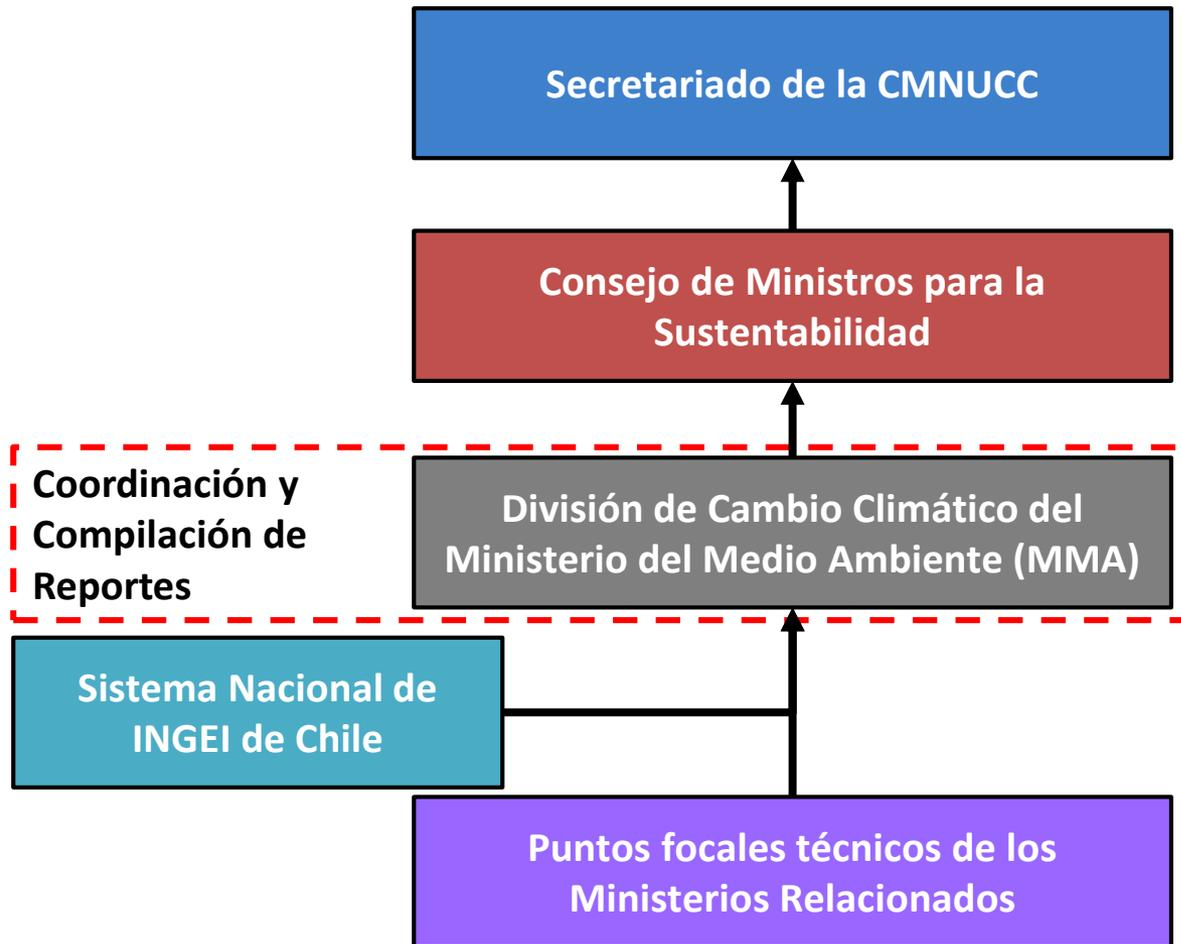 Secretariado de la CMNUCC
Consejo de Ministros para la
Sustentabilidad
Coordinación y
Compilación de
Reportes
División de Cambio Climático del
Ministerio del Medio Ambiente (MMA)
Sistema Nacional de
INGEI de Chile
Puntos focales técnicos de los
Ministerios Relacionados